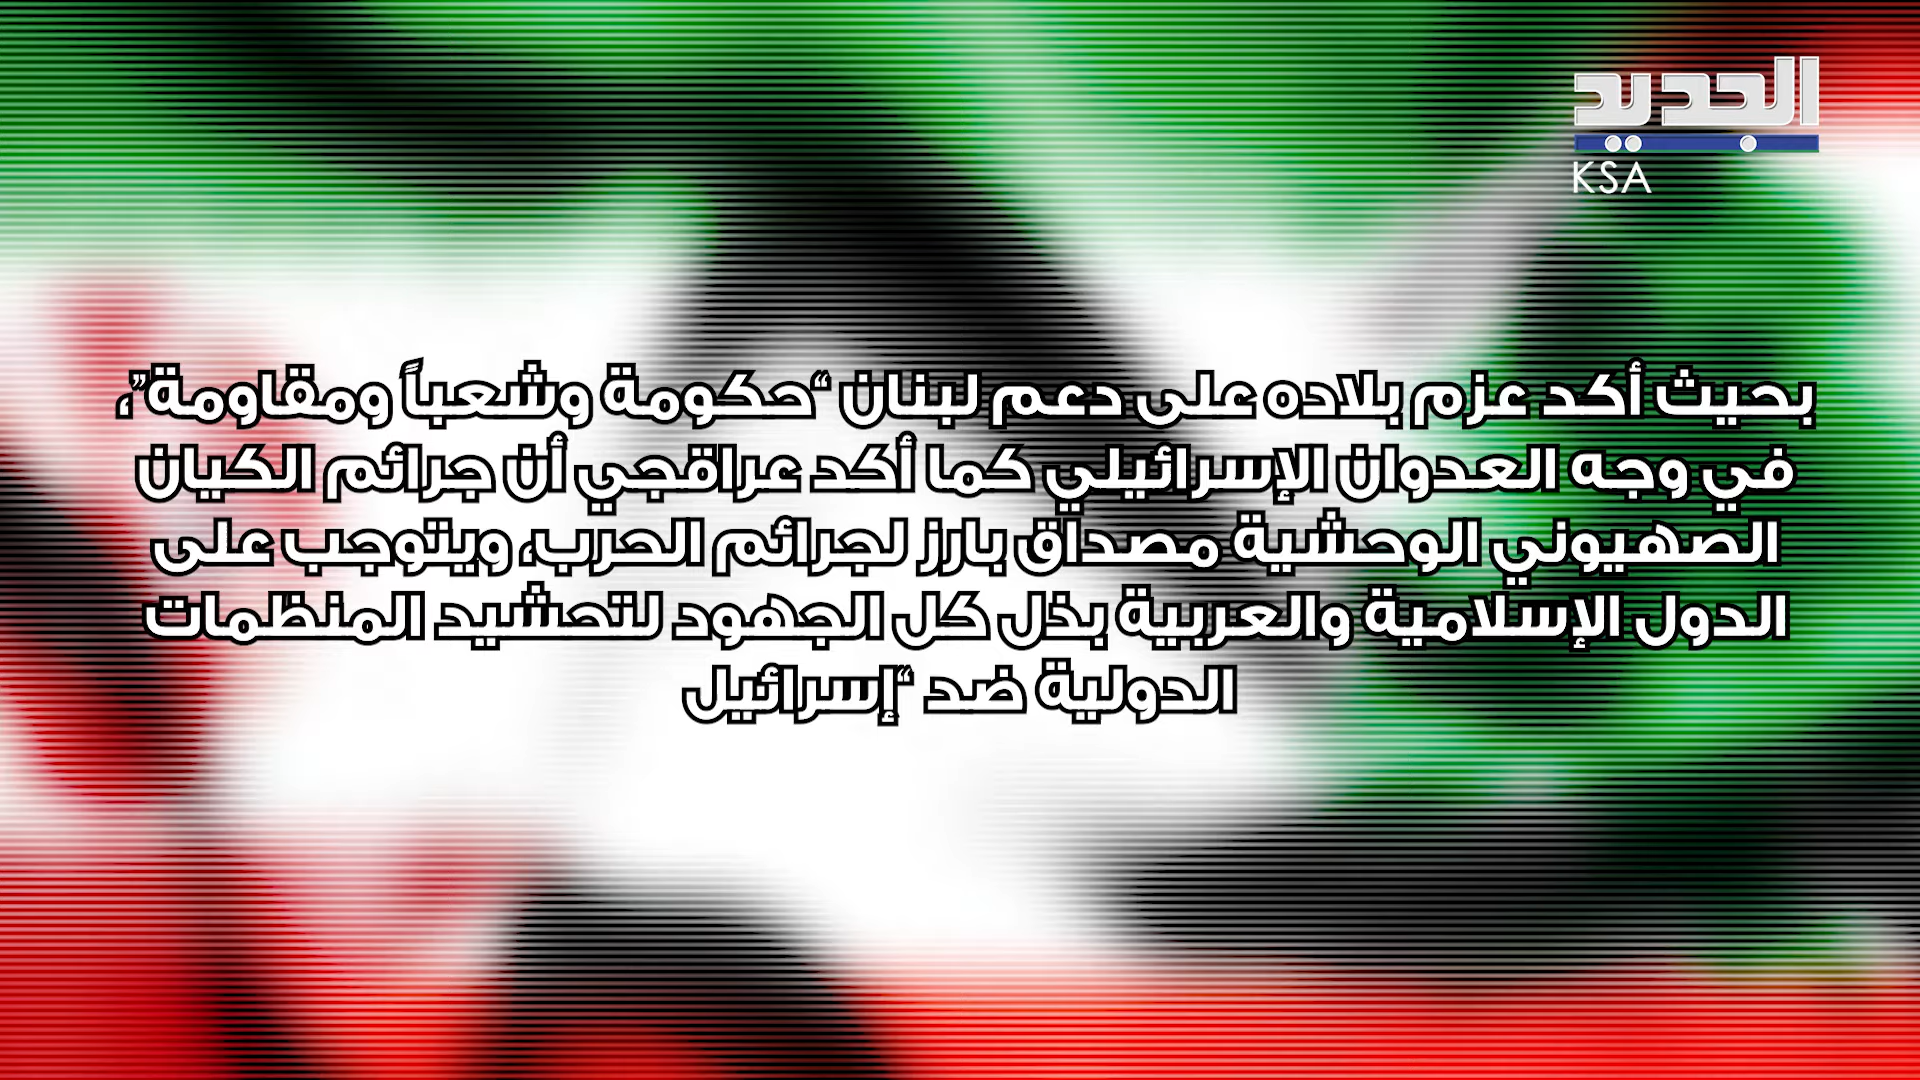 الجديد
KSA
بحيث أكد عزم بلاده على دعم لبنان “حكومة وشعباً ومقاومة”،
في وجه العدوان الإسرائيلي كما أكد عراقجي أن جرائم الكيان
الصهيوني الوحشية مصداق بارز لجرائم الحرب، ويتوجب على
الدول الإسلامية والعربية بذل كل الجهود لتحشيد المنظمات
الدولية ضد “إسرائيل